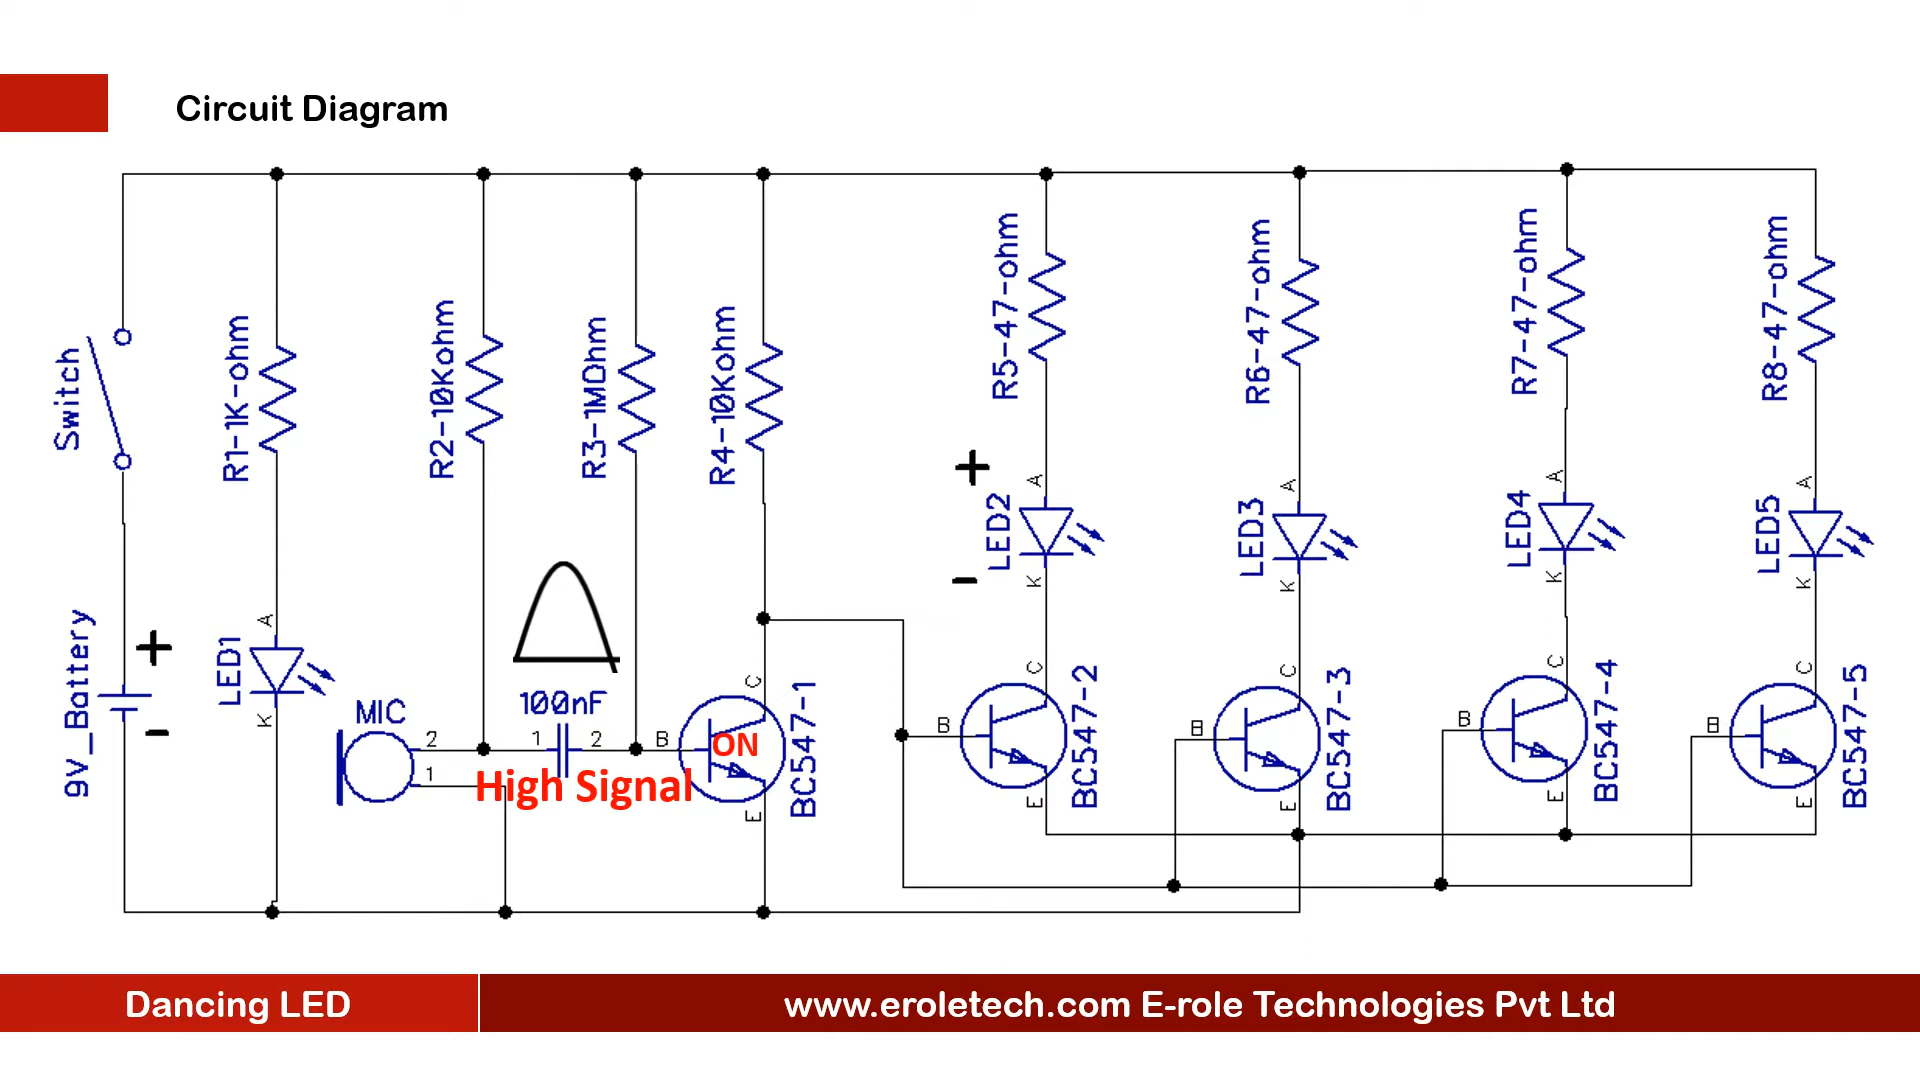 Circuit Diagram
Switch
9V_Battery
+
-
R1-1K-ohm
A
LED1
K
R2-10Kohm
MIC
2
1
R3-1MOhm
100nF
1
2
High Signal
R4-10Kohm
C
B
ON
E
BC547-1
R5-47-ohm
+
-
A
LED2
K
C
B
E
BC547-2
R6-47-ohm
A
LED3
K
C
B
E
BC547-3
R7-47-ohm
A
LED4
K
C
B
E
BC547-4
R8-47-ohm
A
LED5
K
C
B
E
BC547-5
Dancing LED
www.eroletech.com E-role Technologies Pvt Ltd